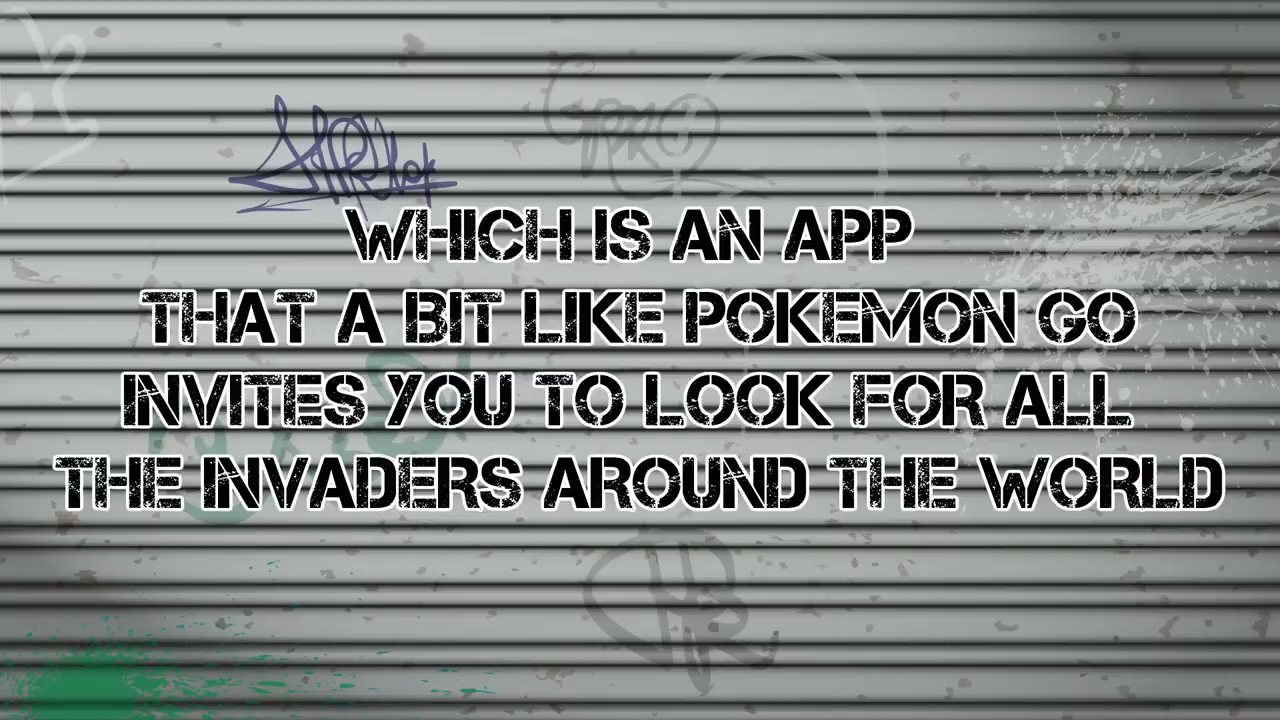 WHICH IS AN APP
THAT A BIT LIKE POKEMON GO
INVITES YOU TO LOOK FOR ALL
THE INVADERS AROUND THE WORLD